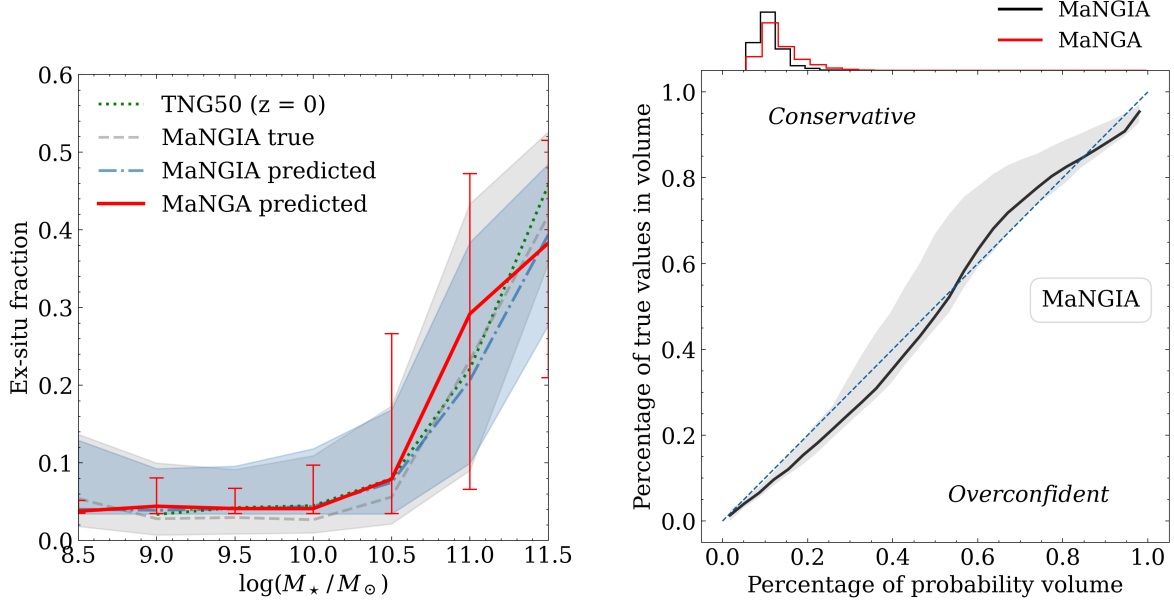 MaNGIA
MaNGA
0.6
0.5
0.4
0.3
0.2
0.1
0.0
Ex-situ fraction
TNG50 (z = 0)
MaNGIA true
MaNGIA predicted
MaNGA predicted
8.5 9.0 9.5 10.0 10.5 11.0 11.5
log(M⋆/M⊙)
1.0
0.8
0.6
0.4
0.2
0.0
Percentage of true values in volume
Conservative
MaNGIA
Overconfident
0.0 0.2 0.4 0.6 0.8 1.0
Percentage of probability volume